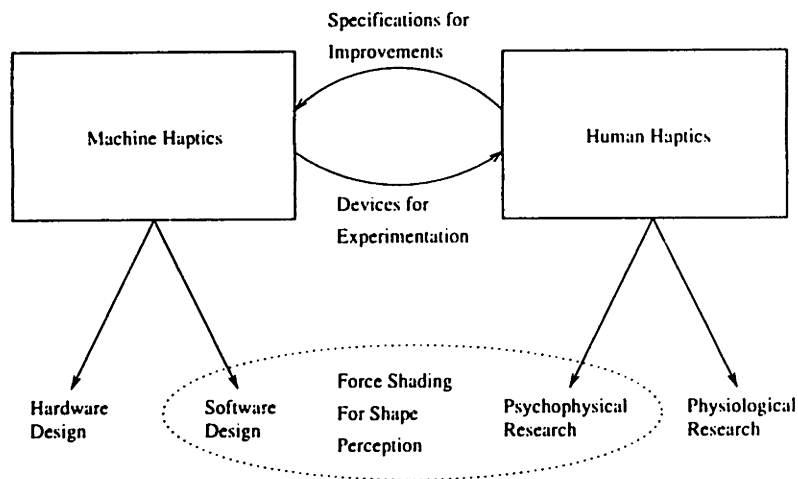 Specifications for
Improvements
Machine Haptics
Human Haptics
Devices for
Experimentation
Hardware
Design
Software
Design
Force Shading
For Shape
Perception
Psychophysical
Research
Physiological
Research